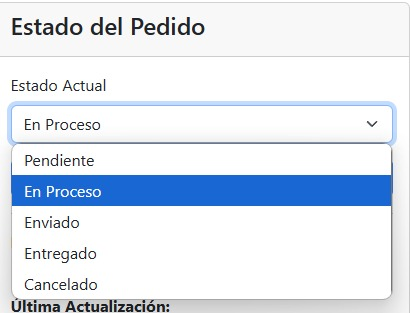 Estado del Pedido
Estado Actual
En Proceso
Pendiente
En Proceso
Enviado
Entregado
Cancelado
Última Actualización: